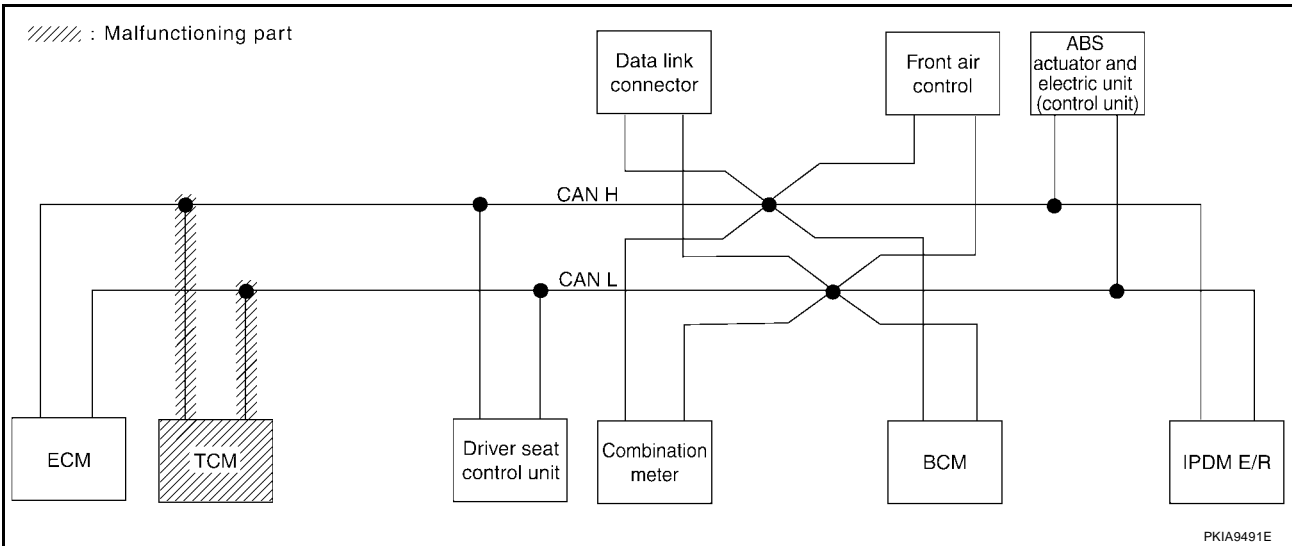 : Malfunctioning part
Data link
connector
Front air
control
ABS
actuator and
electric unit
(control unit)
CAN H
CAN L
ECM
TCM
Driver seat
control unit
Combination
meter
BCM
IPDM E/R
PKIA9491E